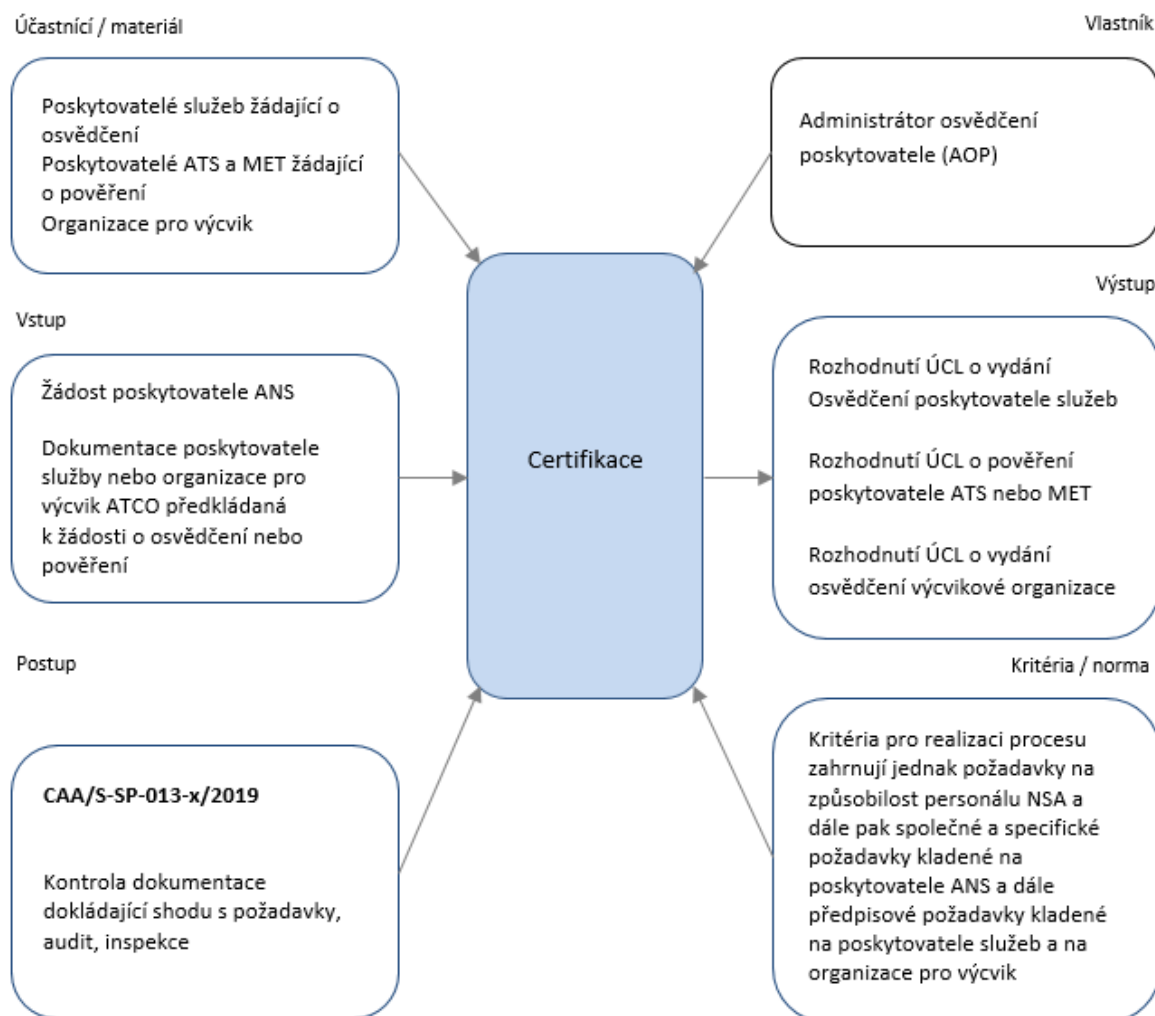 Účastnící / materiál
Poskytovatelé služeb žádající o
osvědčení
Poskytovatelé ATS a MET žádající
o pověření
Organizace pro výcvik
Vlastník
Administrátor osvědčení
poskytovatele (AOP)
Vstup
Žádost poskytovatele ANS
Dokumentace poskytovatele
služby nebo organizace pro
výcvik ATCO předkládaná
k žádosti o osvědčení nebo
pověření
Certifikace
Výstup
Rozhodnutí ÚCL o vydání
Osvědčení poskytovatele služeb
Rozhodnutí ÚCL o pověření
poskytovatele ATS nebo MET
Rozhodnutí ÚCL o vydání
osvědčení výcvikové organizace
Postup
CAA/S-SP-013-x/2019
Kontrola dokumentace
dokládající shodu s požadavky,
audit, inspekce
Kritéria / norma
Kritéria pro realizaci procesu
zahrnují jednak požadavky na
způsobilost personálu NSA a
dále pak společné a specifické
požadavky kladené na
poskytovatele ANS a dále
předpisové požadavky kladené
na poskytovatele služeb a na
organizace pro výcvik